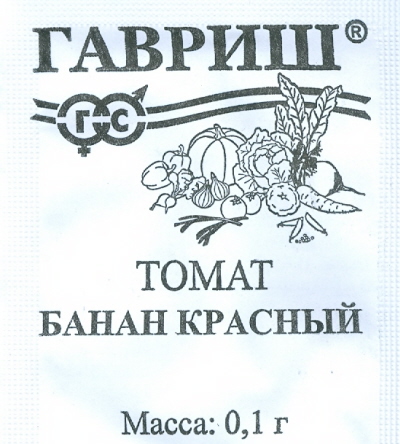 ГАВРИШ®
Г С
ТОМАТ
БАНАН КРАСНЫЙ
Масса: 0,1 г